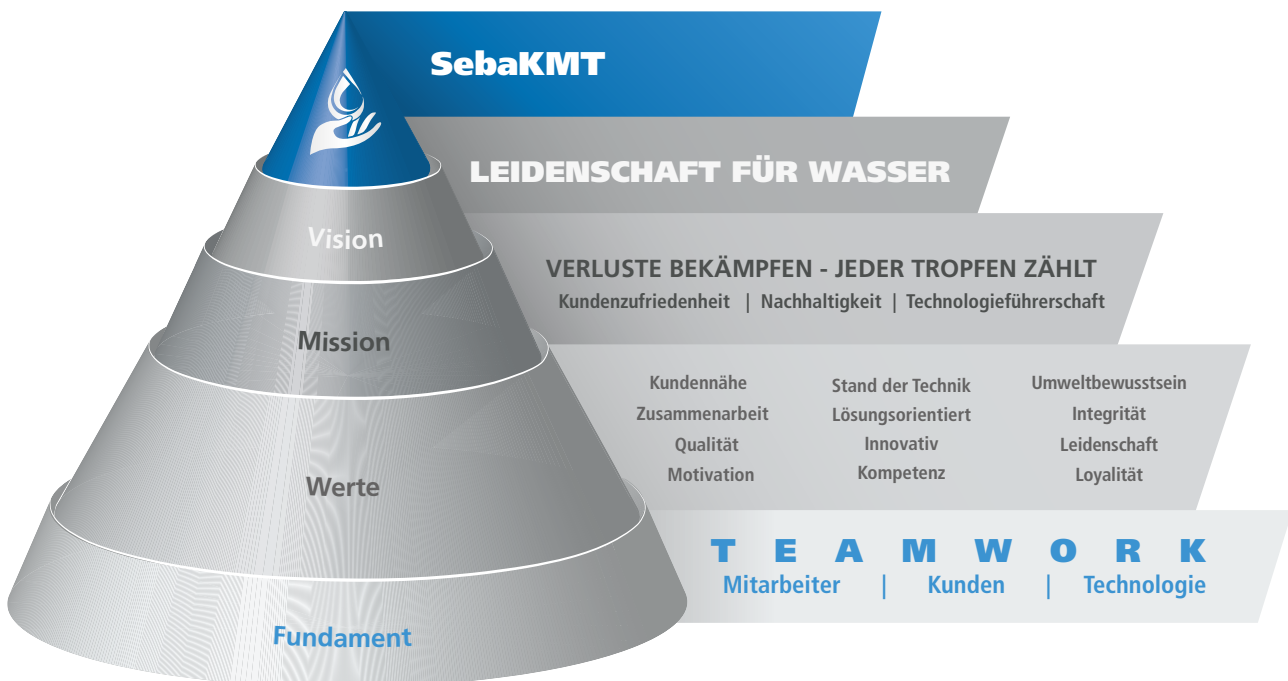 SebaKMT
Vision
LEIDENSCHAFT FÜR WASSER
Mission
VERLUSTE BEKÄMPFEN - JEDER TROPFEN ZÄHLT
Kundenzufriedenheit | Nachhaltigkeit | Technologieführerschaft
Werte
Kundennähe
Zusammenarbeit
Qualität
Motivation
Stand der Technik
Lösungsorientiert
Innovativ
Kompetenz
Umweltbewusstsein
Integrität
Leidenschaft
Loyalität
Fundament
TEAMWORK
Mitarbeiter | Kunden | Technologie